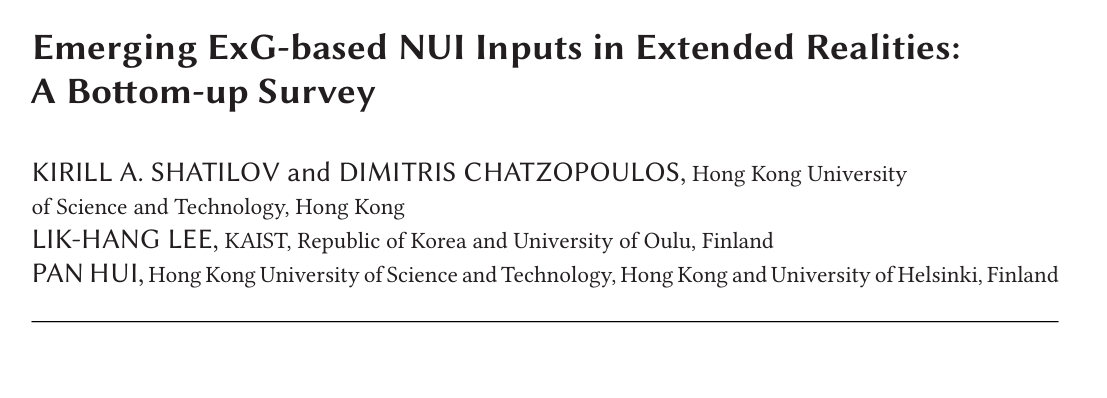 Emerging ExG-based NUI Inputs in Extended Realities:
A Bottom-up Survey
KIRILL A. SHATILOV and DIMITRIS CHATZOPOULOS, Hong Kong University
of Science and Technology, Hong Kong
LIK-HANG LEE, KAIST, Republic of Korea and University of Oulu, Finland
PAN HUI, Hong Kong University of Science and Technology, Hong Kong and University of Helsinki, Finland